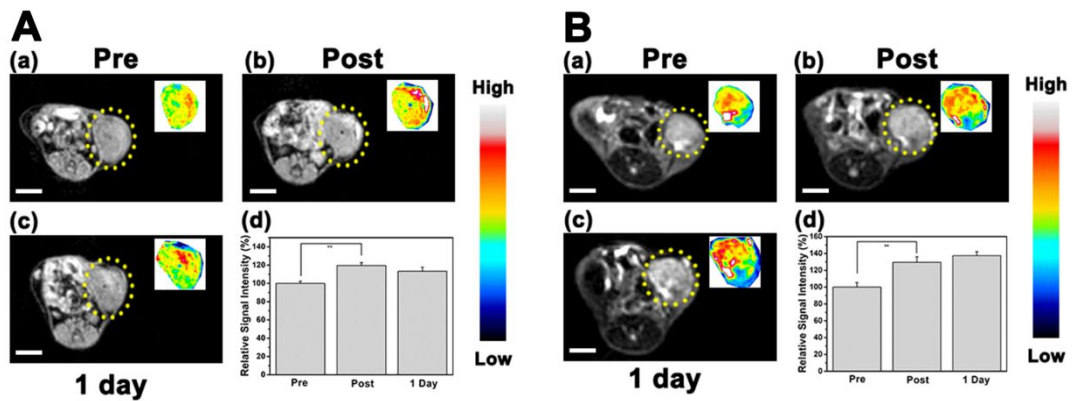 A
(a) Pre
(b) Post
High
Low
(c)
1 day
(d)
Relative Signal Intensity (%)
140
120
100
80
60
40
20
0
**
Pre Post 1 Day
B
(a) Pre
(b) Post
High
Low
(c)
1 day
(d)
Relative Signal Intensity (%)
160
140
120
100
80
60
40
20
0
**
Pre Post 1 Day